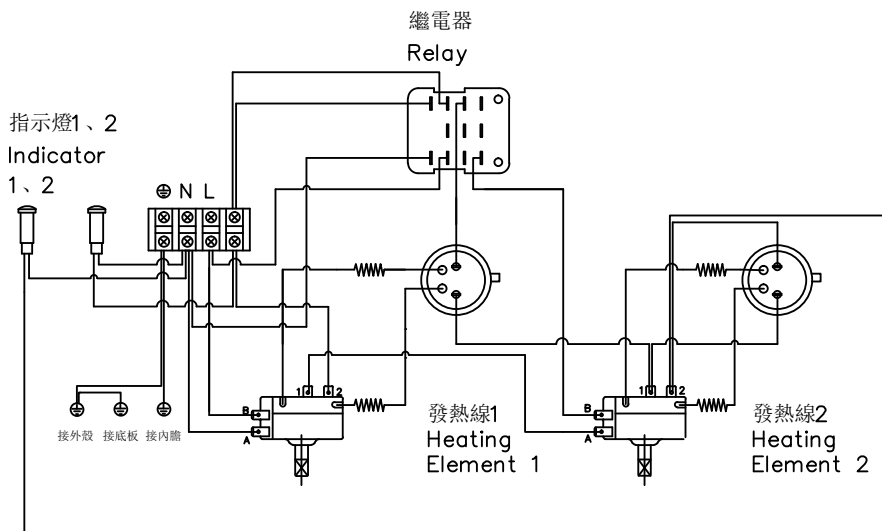 繼電器
Relay
指示燈1、2
Indicator
1、2
N L
1 2
B
A
1 2
B
A
接外殼 接底板 接內膽
發熱線1
Heating
Element 1
發熱線2
Heating
Element 2